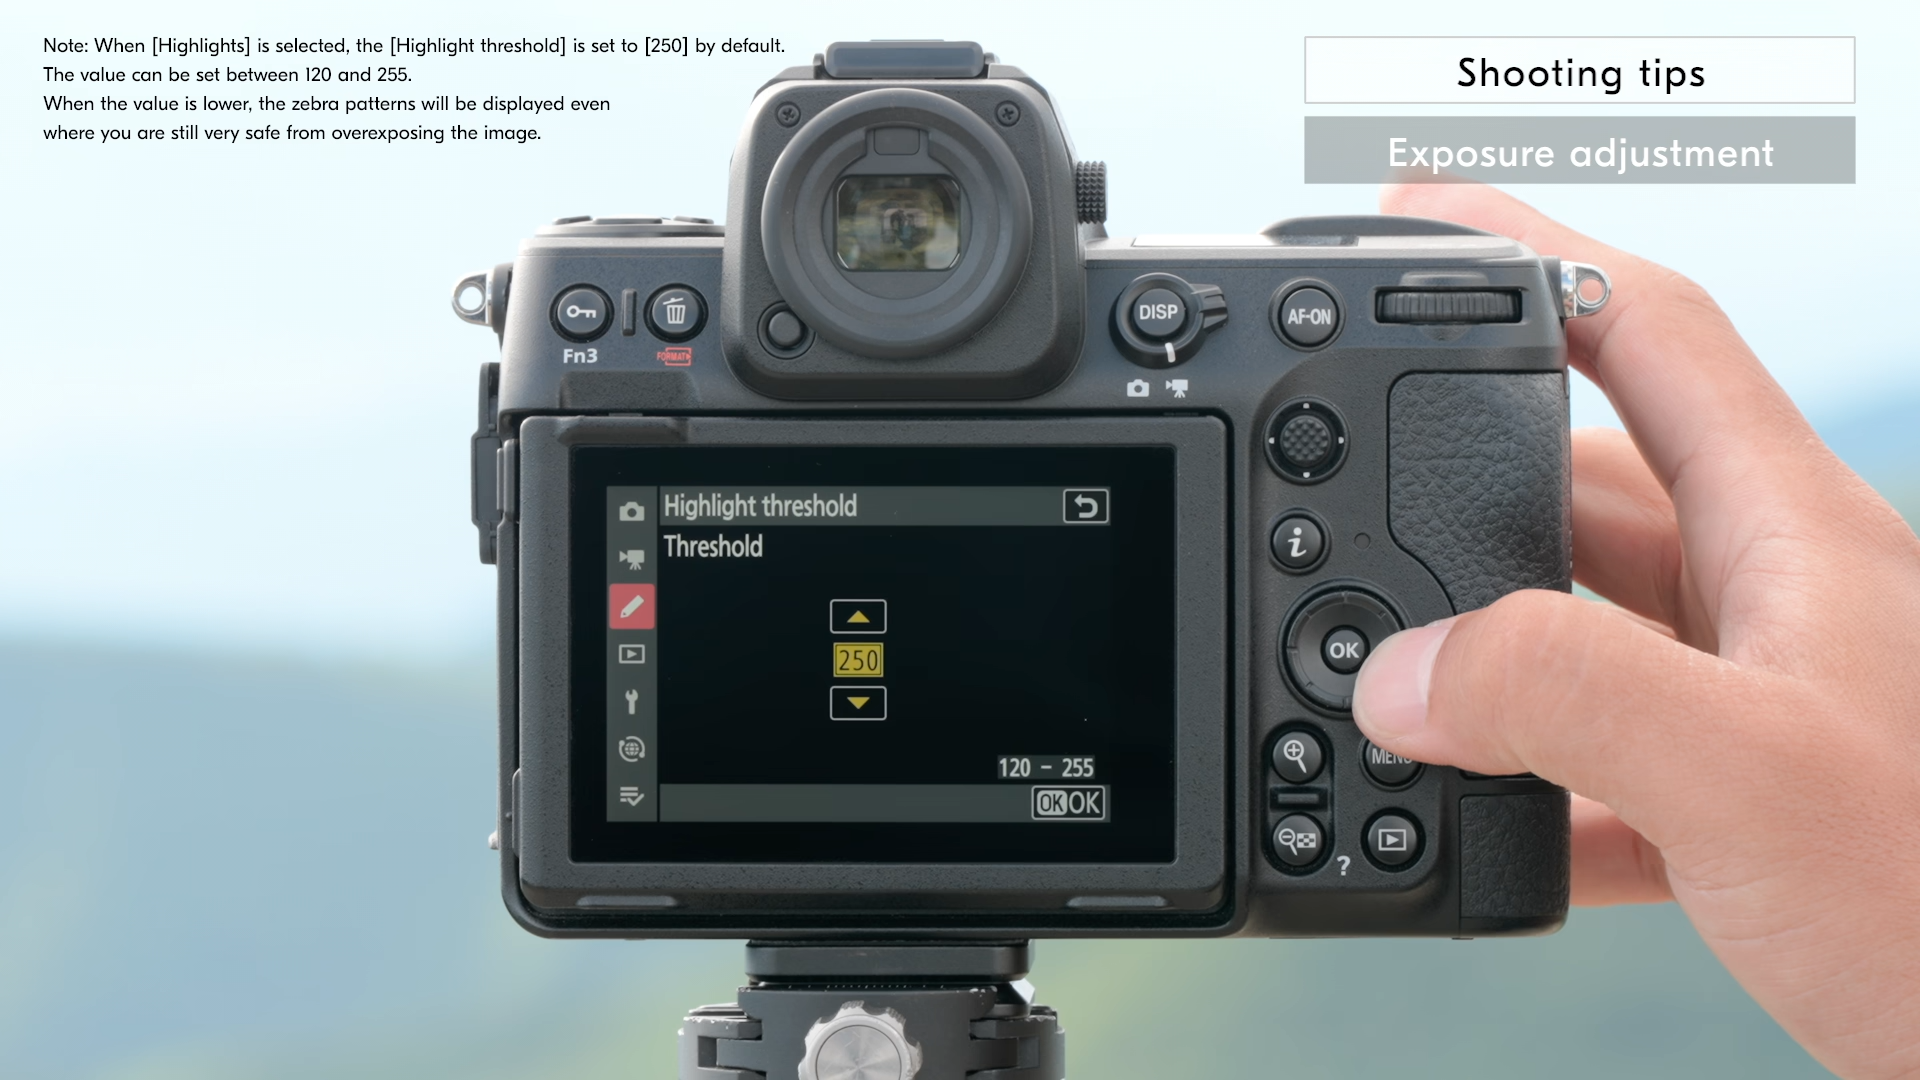 Note: When [Highlights] is selected, the [Highlight threshold] is set to [250] by default.
The value can be set between 120 and 255.
When the value is lower, the zebra patterns will be displayed even
where you are still very safe from overexposing the image.
Shooting tips
Exposure adjustment
DISP
AF-ON
Fn3
FORMAT
Highlight threshold
Threshold
i
250
OK
120 - 255
MENU
OK OK
?